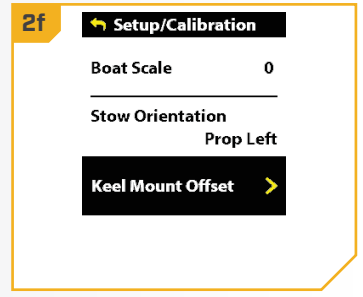 2f
Setup/Calibration
Boat Scale 0
Stow Orientation
Prop Left
Keel Mount Offset >